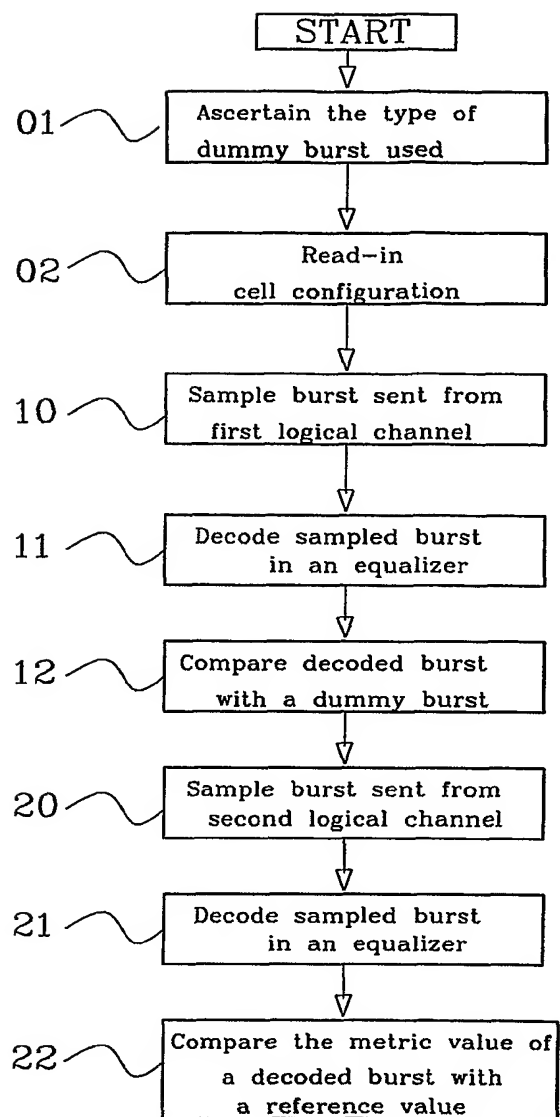 START
01
Ascertain the type of
dummy burst used
02
Read-in
cell configuration
10
Sample burst sent from
first logical channel
11
Decode sampled burst
in an equalizer
12
Compare decoded burst
with a dummy burst
20
Sample burst sent from
second logical channel
21
Decode sampled burst
in an equalizer
22
Compare the metric value of
a decoded burst with
a reference value